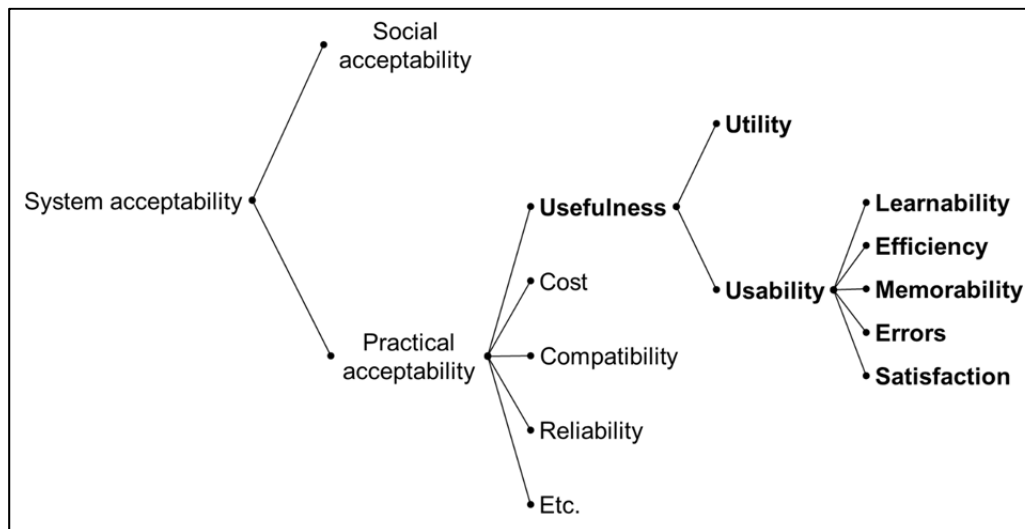 Social
acceptability
Utility
System acceptability
Usefulness
Learnability
Efficiency
Cost
Usability
Memorability
Practical
acceptability
Compatibility
Errors
Satisfaction
Reliability
Etc.